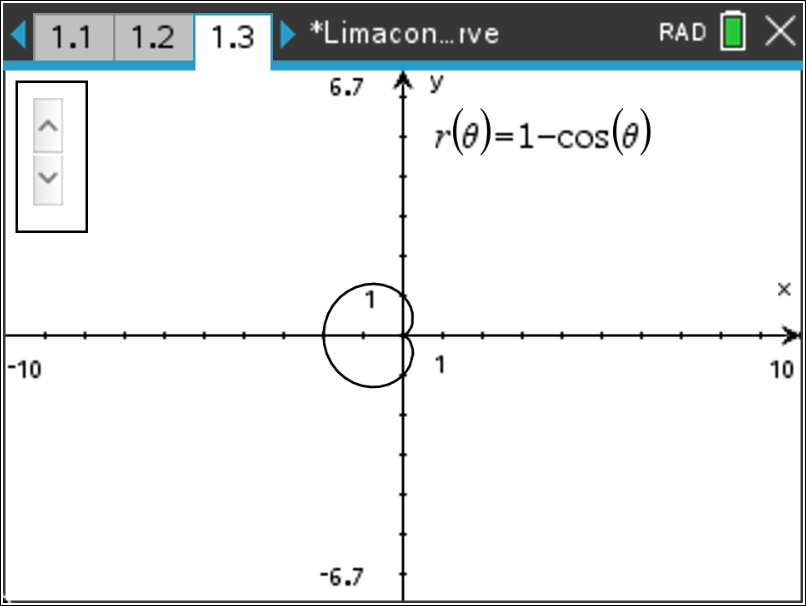 1.1 1.2 1.3 *Limacon...rve RAD
6.7 y
r(θ)=1−cos(θ)
x
1
-10 1 10
-6.7